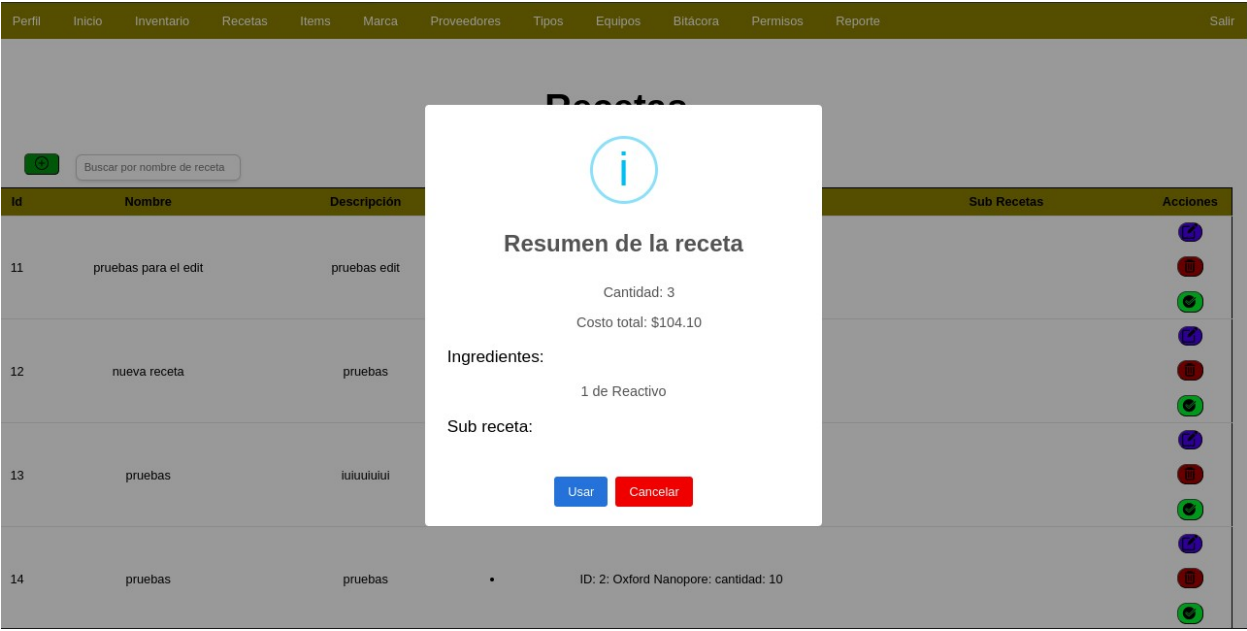 Perfil Inicio Inventario Recetas Items Marca Proveedores Tipos Equipos Bitácora Permisos Reporte Salir
Recetas
Buscar por nombre de receta
Id Nombre Descripción Sub Recetas Acciones
11 pruebas para el edit pruebas edit
12 nueva receta pruebas
13 pruebas iuiuuiuiui
14 pruebas pruebas • ID: 2: Oxford Nanopore: cantidad: 10
i
Resumen de la receta
Cantidad: 3
Costo total: $104.10
Ingredientes:
1 de Reactivo
Sub receta:
Usar Cancelar